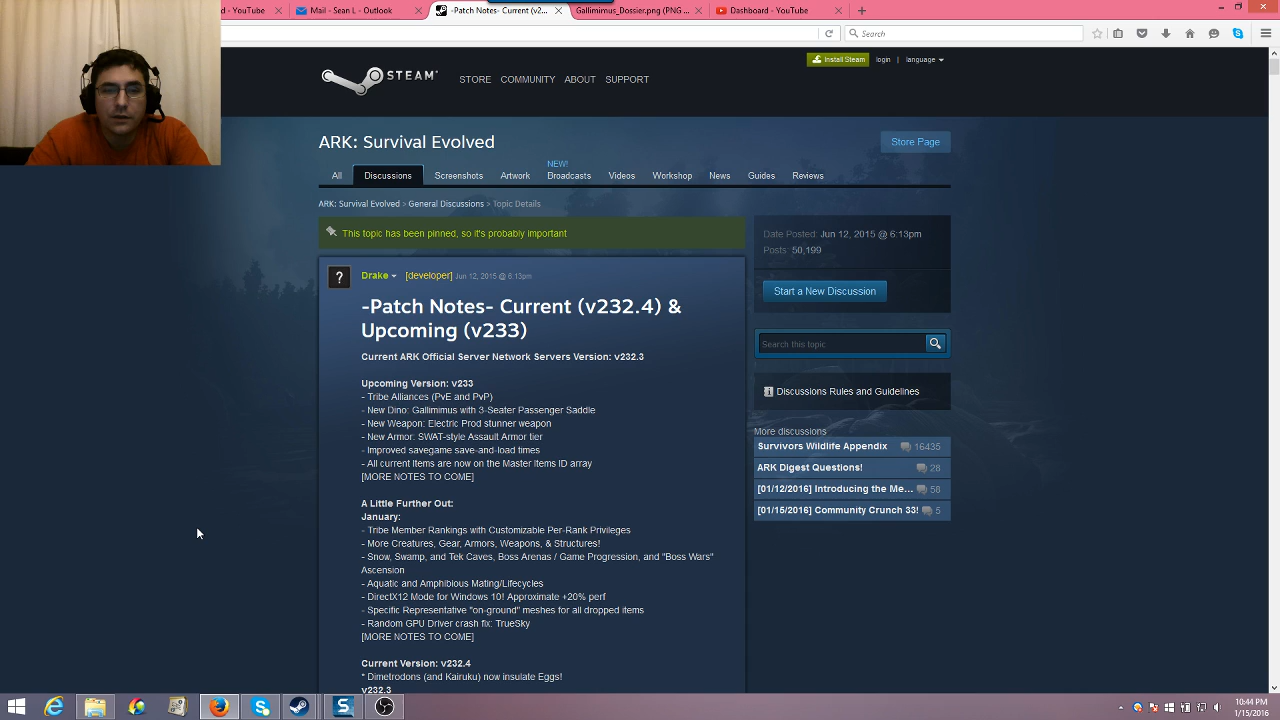 d - YouTube
Mail - Sean L - Outlook
-Patch Notes- Current (v...
Gallimimus_Dossier.png (PNG ...
Dashboard - YouTube
Search
Install Steam
login
language
STEAM
STORE
COMMUNITY
ABOUT
SUPPORT
ARK: Survival Evolved
Store Page
NEW!
All
Discussions
Screenshots
Artwork
Broadcasts
Videos
Workshop
News
Guides
Reviews
ARK: Survival Evolved > General Discussions > Topic Details
This topic has been pinned, so it's probably important
Date Posted: Jun 12, 2015 @ 6:13pm
Posts: 50,199
Start a New Discussion
Search this topic
Discussions Rules and Guidelines
More discussions
Survivors Wildlife Appendix 16435
ARK Digest Questions! 28
[01/12/2016] Introducing the Me... 58
[01/15/2016] Community Crunch 33! 5
?
Drake [developer] Jun 12, 2015 @ 6:13pm
-Patch Notes- Current (v232.4) &
Upcoming (v233)
Current ARK Official Server Network Servers Version: v232.3
Upcoming Version: v233
- Tribe Alliances (PvE and PvP)
- New Dino: Gallimimus with 3-Seater Passenger Saddle
- New Weapon: Electric Prod stunner weapon
- New Armor: SWAT-style Assault Armor tier
- Improved savegame save-and-load times
- All current Items are now on the Master Items ID array
[MORE NOTES TO COME]
A Little Further Out:
January:
- Tribe Member Rankings with Customizable Per-Rank Privileges
- More Creatures, Gear, Armors, Weapons, & Structures!
- Snow, Swamp, and Tek Caves, Boss Arenas / Game Progression, and "Boss Wars"
Ascension
- Aquatic and Amphibious Mating/Lifecycles
- DirectX12 Mode for Windows 10! Approximate +20% perf
- Specific Representative "on-ground" meshes for all dropped items
- Random GPU Driver crash fix: TrueSky
[MORE NOTES TO COME]
Current Version: v232.4
* Dimetrodons (and Kairuku) now insulate Eggs!
v232.3
10:44 PM
1/15/2016